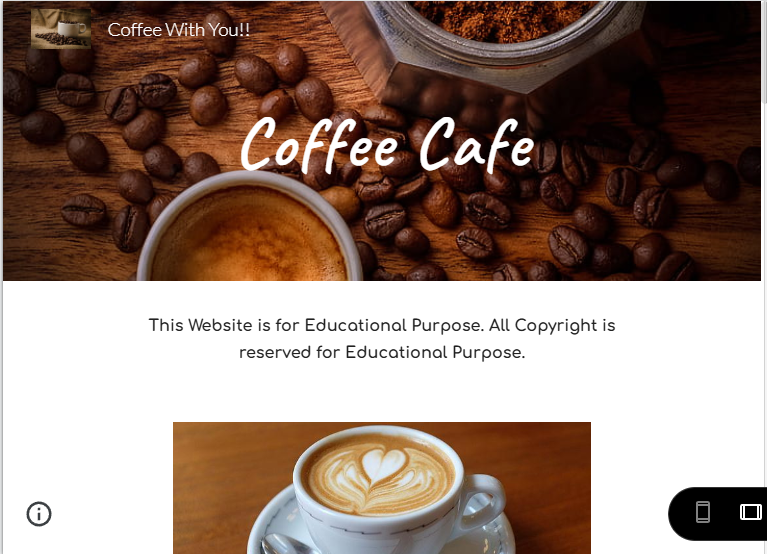 Coffee With You!!
Coffee Cafe
This Website is for Educational Purpose. All Copyright is
reserved for Educational Purpose.